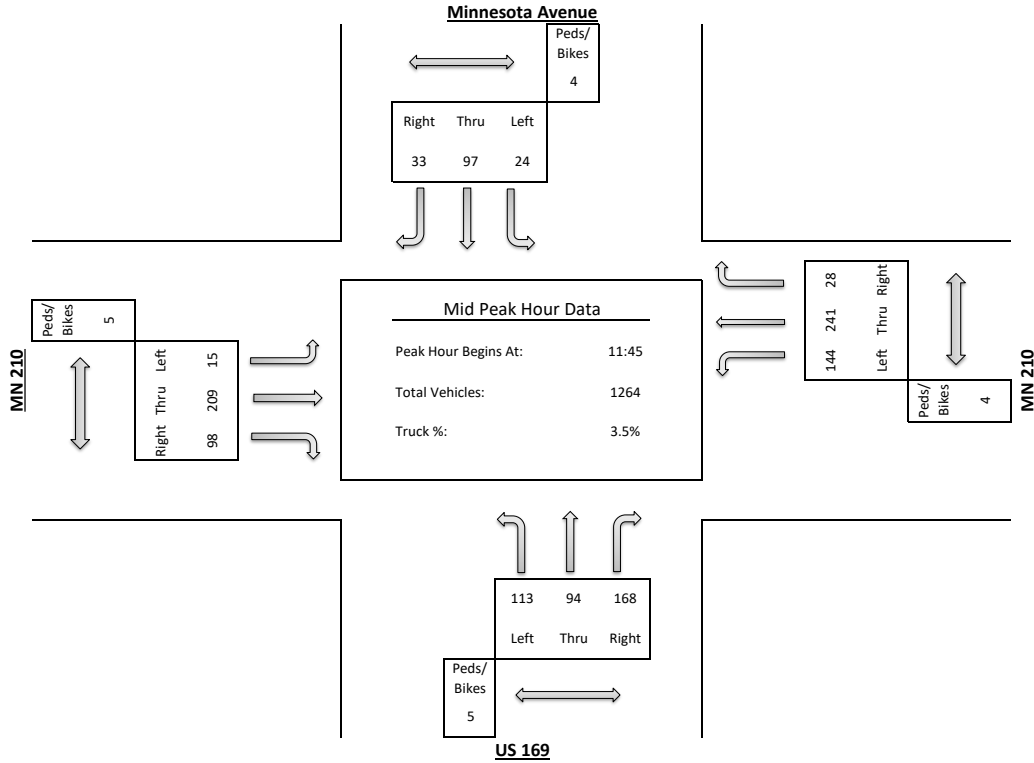 Minnesota Avenue
Peds/
Bikes
4
Right Thru Left
33 97 24
Peds/
Bikes
5
MN 210
Left 15
Thru 209
Right 98
Mid Peak Hour Data
Peak Hour Begins At: 11:45
Total Vehicles: 1264
Truck %: 3.5%
28 Right
241 Thru
144 Left
Peds/
Bikes
4
MN 210
113 94 168
Left Thru Right
Peds/
Bikes
5
US 169